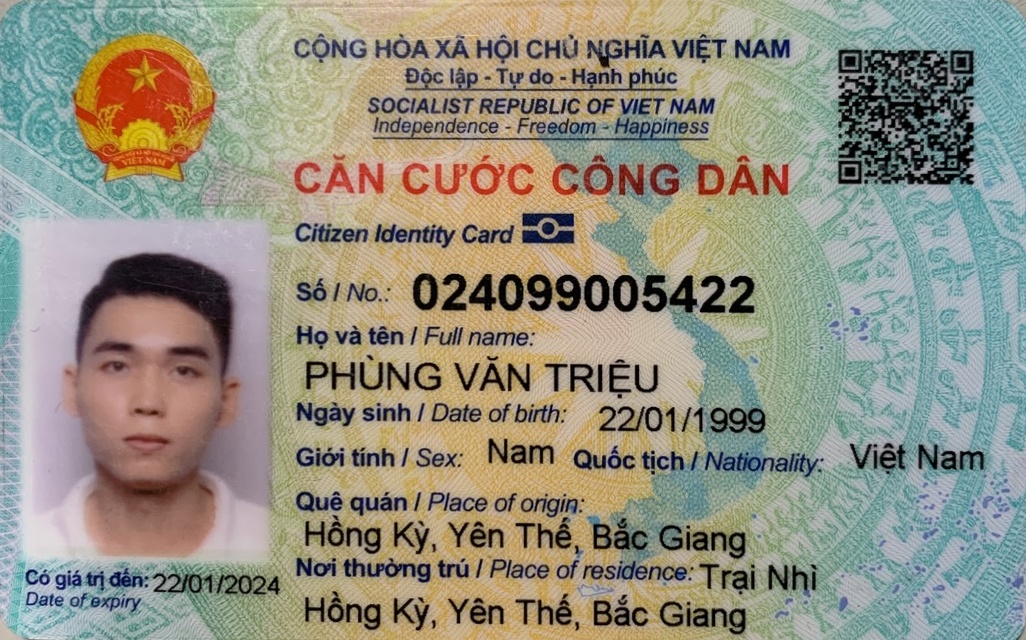 CỘNG HÒA XÃ HỘI CHỦ NGHĨA VIỆT NAM
Độc lập - Tự do - Hạnh phúc
SOCIALIST REPUBLIC OF VIET NAM
Independence - Freedom - Happiness
CĂN CƯỚC CÔNG DÂN
Citizen Identity Card
Số / No.: 024099005422
Họ và tên / Full name:
PHÙNG VĂN TRIỆU
Ngày sinh / Date of birth: 22/01/1999
Giới tính / Sex: Nam Quốc tịch / Nationality: Việt Nam
Quê quán / Place of origin:
Hồng Kỳ, Yên Thế, Bắc Giang
Nơi thường trú / Place of residence: Trại Nhì
Hồng Kỳ, Yên Thế, Bắc Giang
Có giá trị đến: 22/01/2024
Date of expiry
VIỆT NAM